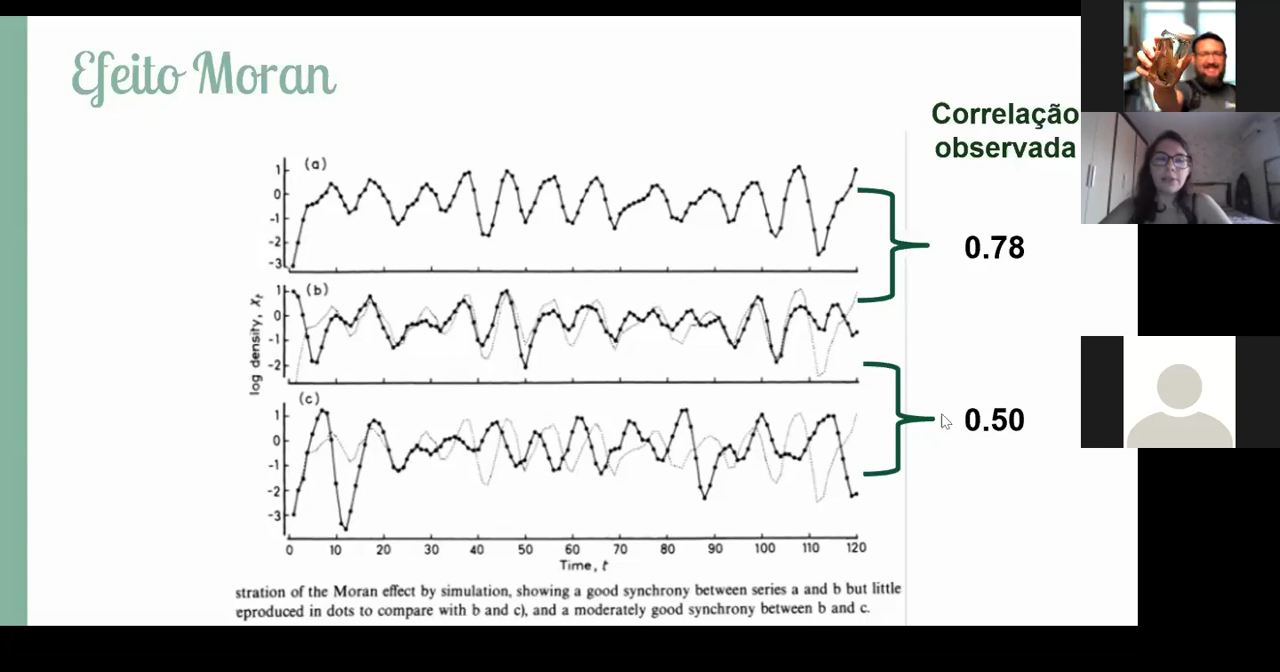 Efeito Moran
Correlação
observada
(a)
1
0
-1
-2
-3
0.78
(b)
1
0
-1
-2
log density, Xt
(c)
1
0
-1
-2
-3
0.50
0 10 20 30 40 50 60 70 80 90 100 110 120
Time, t
stration of the Moran effect by simulation, showing a good synchrony between series a and b but little
eproduced in dots to compare with b and c), and a moderately good synchrony between b and c.